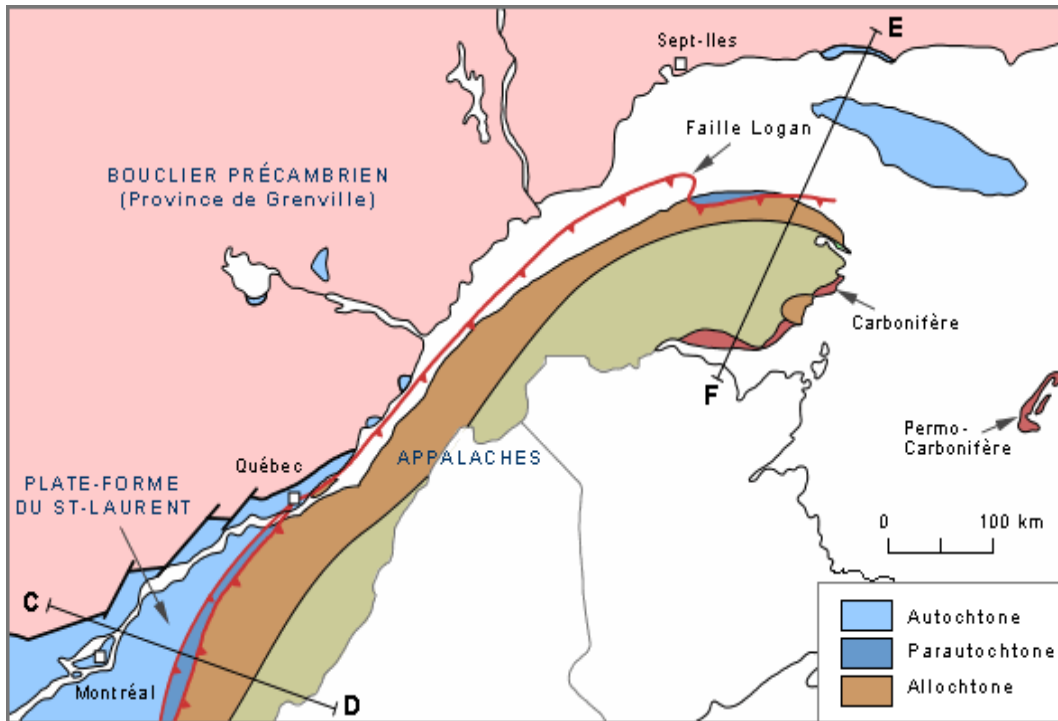 E
Sept-Iles
Faille Logan
BOUCLIER PRÉCAMBRIEN
(Province de Grenville)
Carbonifère
F
Permo-
Carbonifère
Québec
APPALACHES
PLATE-FORME
DU ST-LAURENT
0 100 km
C
Montréal
D
Autochtone
Parautochtone
Allochtone